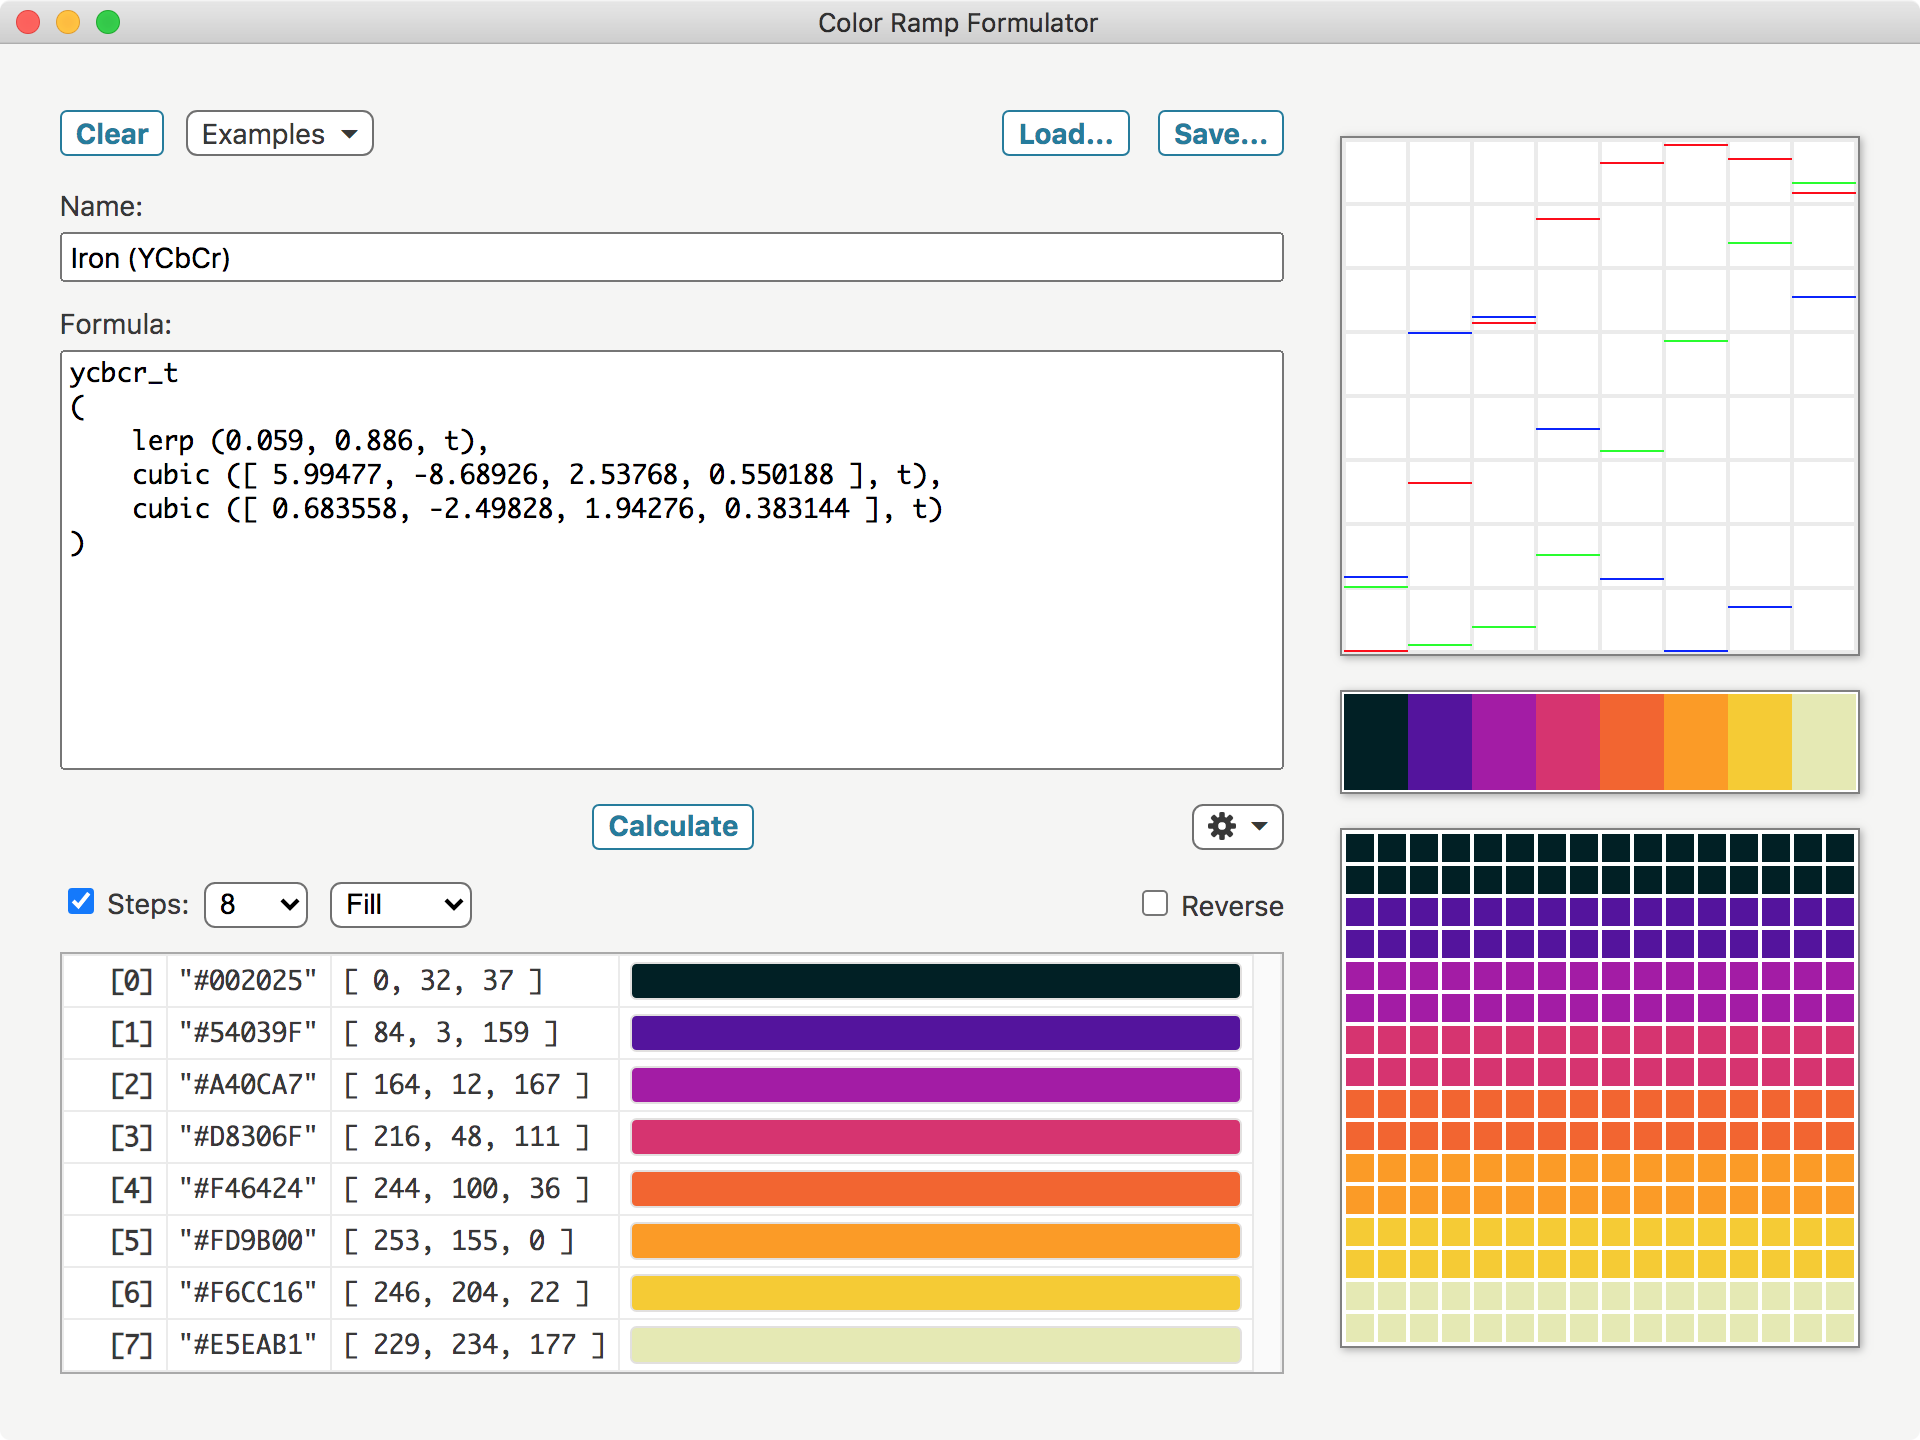 Color Ramp Formulator
Clear Examples Load... Save...
Name:
Iron (YCbCr)
Formula:
ycbcr_t
(
lerp (0.059, 0.886, t),
cubic ([ 5.99477, -8.68926, 2.53768, 0.550188 ], t),
cubic ([ 0.683558, -2.49828, 1.94276, 0.383144 ], t)
)
Calculate
Steps: 8 Fill Reverse
[0] "#002025" [ 0, 32, 37 ]
[1] "#54039F" [ 84, 3, 159 ]
[2] "#A40CA7" [ 164, 12, 167 ]
[3] "#D8306F" [ 216, 48, 111 ]
[4] "#F46424" [ 244, 100, 36 ]
[5] "#FD9B00" [ 253, 155, 0 ]
[6] "#F6CC16" [ 246, 204, 22 ]
[7] "#E5EAB1" [ 229, 234, 177 ]